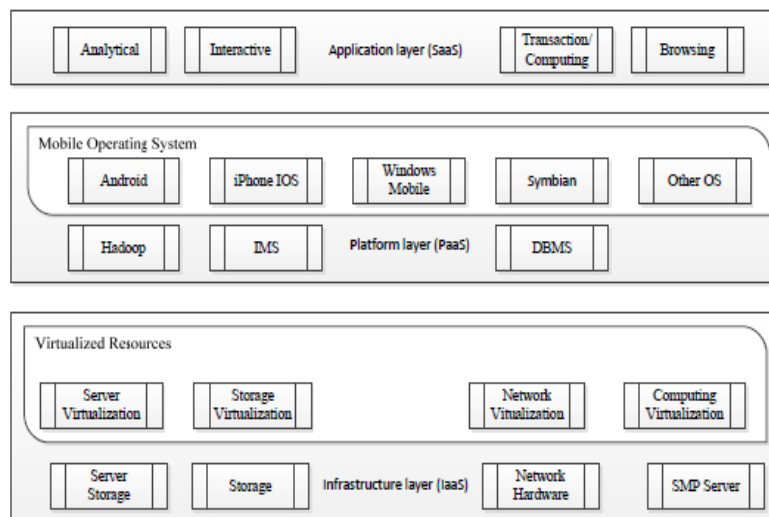 Analytical
Interactive
Application layer (SaaS)
Transaction/
Computing
Browsing
Mobile Operating System
Android
iPhone IOS
Windows
Mobile
Symbian
Other OS
Hadoop
IMS
Platform layer (PaaS)
DBMS
Virtualized Resources
Server
Virtualization
Storage
Virtualization
Network
Vitualization
Computing
Virtualization
Server
Storage
Storage
Infrastructure layer (IaaS)
Network
Hardware
SMP Server